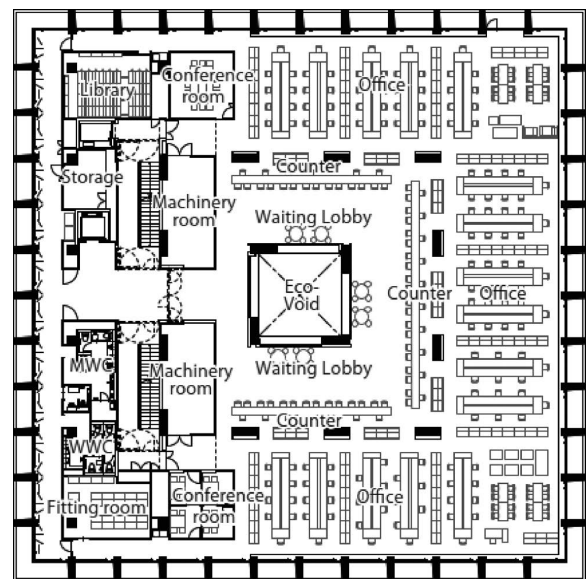 Library
Conference
room
Office
Storage
Counter
Machinery
room
Waiting Lobby
Eco-
Void
Counter
Office
MWC
Machinery
room
Waiting Lobby
Counter
WWC
Fitting room
Conference
room
Office